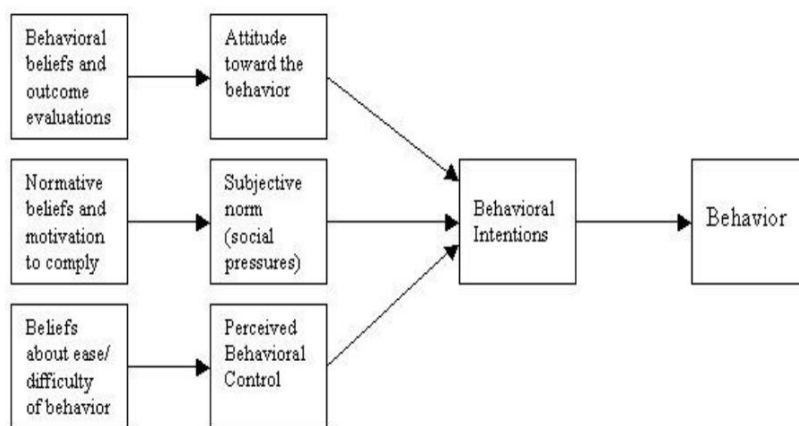 Behavioral
beliefs and
outcome
evaluations
Attitude
toward the
behavior
Normative
beliefs and
motivation
to comply
Subjective
norm
(social
pressures)
Behavioral
Intentions
Behavior
Beliefs
about ease/
difficulty
of behavior
Perceived
Behavioral
Control